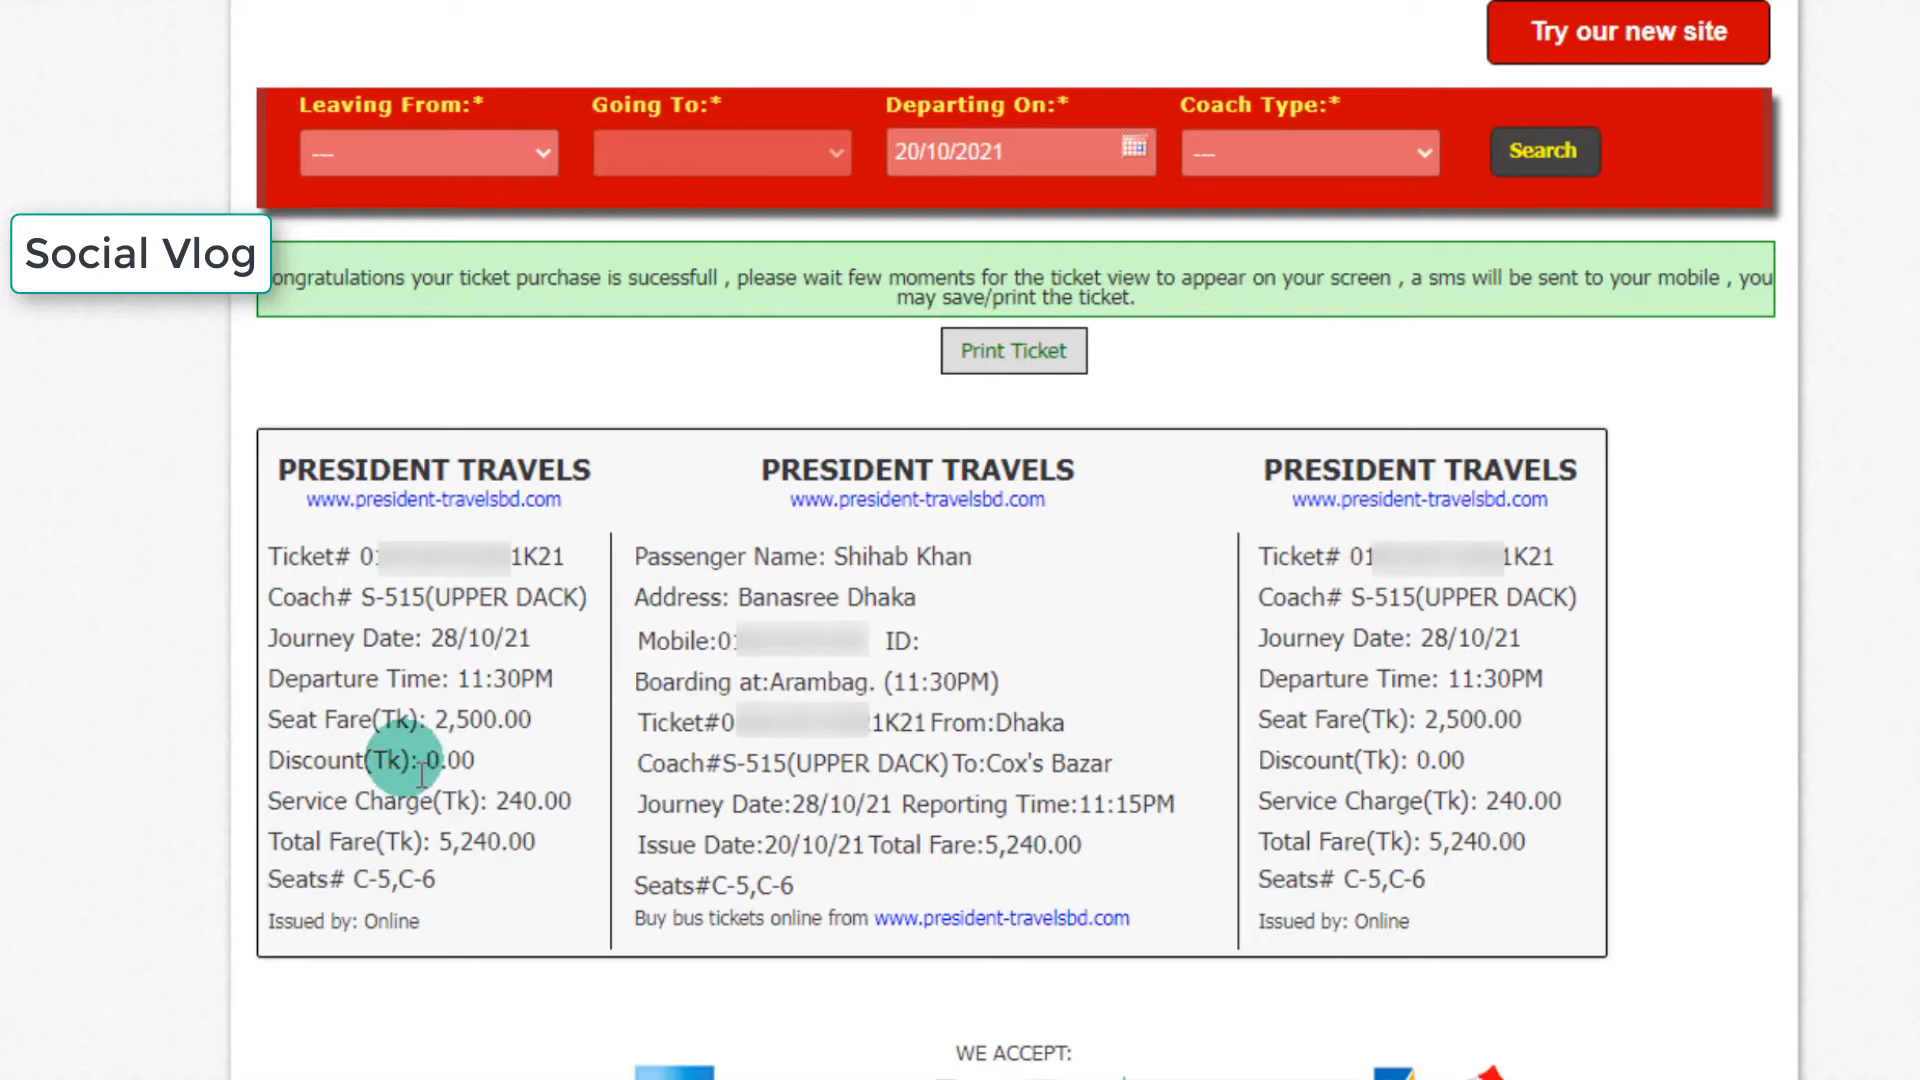 Try our new site
Leaving From:* Going To:* Departing On:* Coach Type:*
--- 20/10/2021 --- Search
Social Vlog
ongratulations your ticket purchase is sucessfull , please wait few moments for the ticket view to appear on your screen , a sms will be sent to your mobile , you
may save/print the ticket.
Print Ticket
PRESIDENT TRAVELS
www.president-travelsbd.com
Ticket# 01 1K21
Coach# S-515(UPPER DACK)
Journey Date: 28/10/21
Departure Time: 11:30PM
Seat Fare(Tk): 2,500.00
Discount(Tk): 0.00
Service Charge(Tk): 240.00
Total Fare(Tk): 5,240.00
Seats# C-5,C-6
Issued by: Online
PRESIDENT TRAVELS
www.president-travelsbd.com
Passenger Name: Shihab Khan
Address: Banasree Dhaka
Mobile:01 ID:
Boarding at:Arambag. (11:30PM)
Ticket#0 1K21 From:Dhaka
Coach#S-515(UPPER DACK) To:Cox's Bazar
Journey Date:28/10/21 Reporting Time:11:15PM
Issue Date:20/10/21 Total Fare:5,240.00
Seats#C-5,C-6
Buy bus tickets online from www.president-travelsbd.com
PRESIDENT TRAVELS
www.president-travelsbd.com
Ticket# 01 1K21
Coach# S-515(UPPER DACK)
Journey Date: 28/10/21
Departure Time: 11:30PM
Seat Fare(Tk): 2,500.00
Discount(Tk): 0.00
Service Charge(Tk): 240.00
Total Fare(Tk): 5,240.00
Seats# C-5,C-6
Issued by: Online
WE ACCEPT: